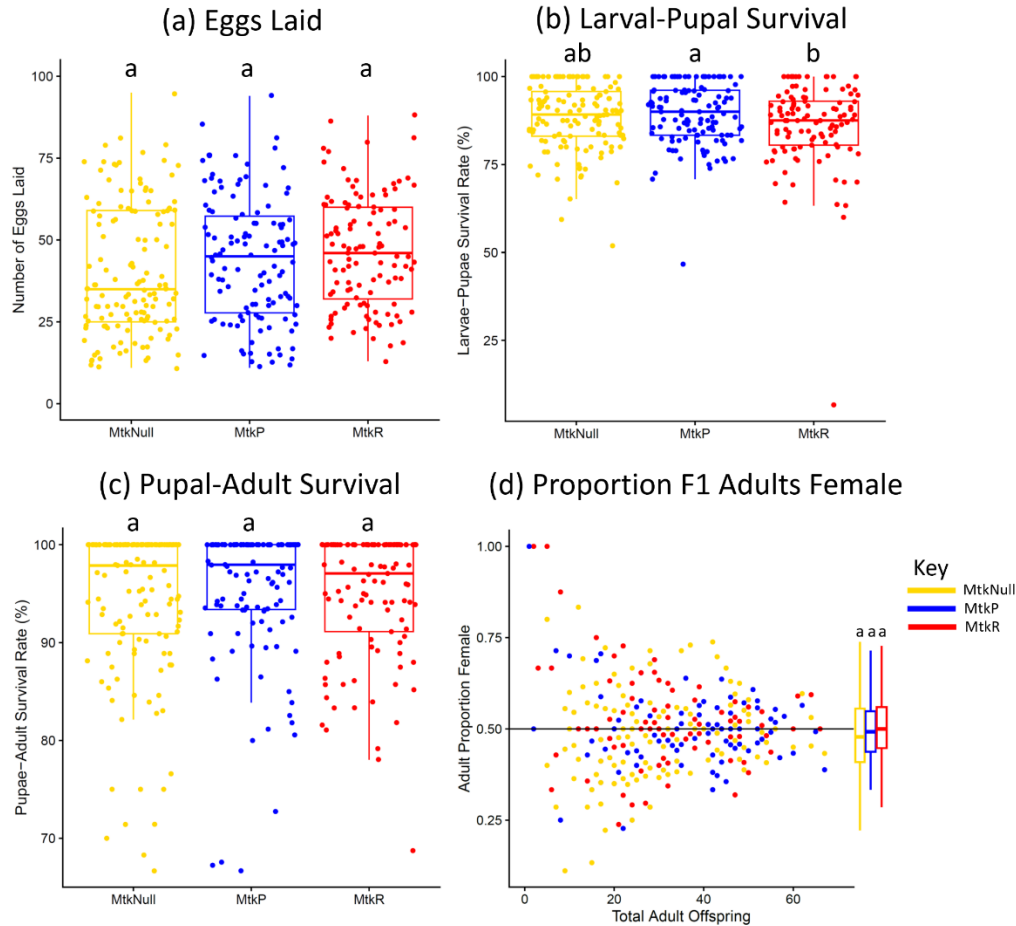 (a) Eggs Laid
a a a
100
75
50
25
0
Number of Eggs Laid
MtkNull MtkP MtkR
(b) Larval-Pupal Survival
ab a b
100
75
50
25
Larvae-Pupae Survival Rate (%)
MtkNull MtkP MtkR
(c) Pupal-Adult Survival
a a a
100
90
80
70
Pupae-Adult Survival Rate (%)
MtkNull MtkP MtkR
(d) Proportion F1 Adults Female
1.00
0.75
0.50
0.25
Adult Proportion Female
0 20 40 60
Total Adult Offspring
a a a
Key
MtkNull
MtkP
MtkR